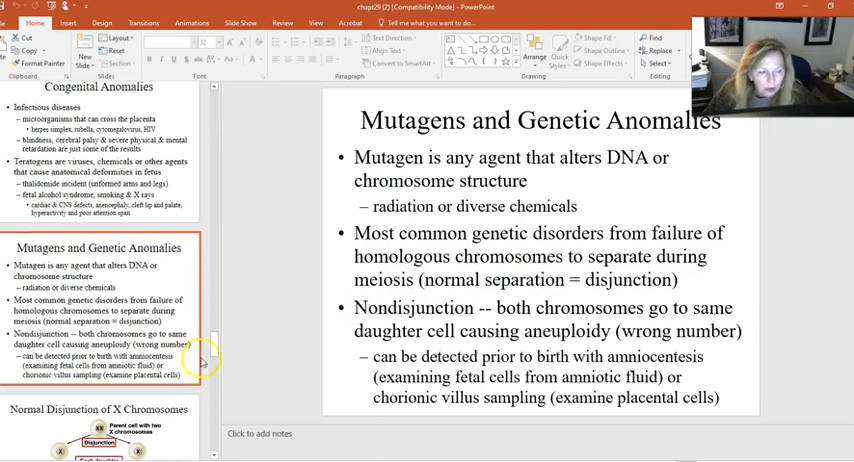 chapt29 (2) [Compatibility Mode] - PowerPoint
File Home Insert Design Transitions Animations Slide Show Review View Acrobat Tell me what you want to do...
Cut
Copy
Format Painter
Clipboard
New
Slide
Layout
Reset
Section
Slides
32
Font
Text Direction
Align Text
Convert to SmartArt
Paragraph
Arrange
Quick
Styles
Shape Fill
Shape Outline
Shape Effects
Drawing
Find
Replace
Select
Editing
Congenital Anomalies
• Infectious diseases
– microorganisms that can cross the placenta
– herpes simplex, rubella, cytomegalovirus, HIV
– blindness, cerebral palsy & severe physical & mental
retardation are just some of the results
• Teratogens are viruses, chemicals or other agents
that cause anatomical deformities in fetus
– thalidomide incident (unformed arms and legs)
– fetal alcohol syndrome, smoking & X rays
– cardiac & CNS defects, anencephaly, cleft lip and palate,
hyperactivity and poor attention span
Mutagens and Genetic Anomalies
• Mutagen is any agent that alters DNA or
chromosome structure
– radiation or diverse chemicals
• Most common genetic disorders from failure of
homologous chromosomes to separate during
meiosis (normal separation = disjunction)
• Nondisjunction -- both chromosomes go to same
daughter cell causing aneuploidy (wrong number)
– can be detected prior to birth with amniocentesis
(examining fetal cells from amniotic fluid) or
chorionic villus sampling (examine placental cells)
Normal Disjunction of X Chromosomes
Parent cell with two
X chromosomes
XX
Disjunction
X X
Each daughter
Mutagens and Genetic Anomalies
• Mutagen is any agent that alters DNA or
chromosome structure
– radiation or diverse chemicals
• Most common genetic disorders from failure of
homologous chromosomes to separate during
meiosis (normal separation = disjunction)
• Nondisjunction -- both chromosomes go to same
daughter cell causing aneuploidy (wrong number)
– can be detected prior to birth with amniocentesis
(examining fetal cells from amniotic fluid) or
chorionic villus sampling (examine placental cells)
Click to add notes